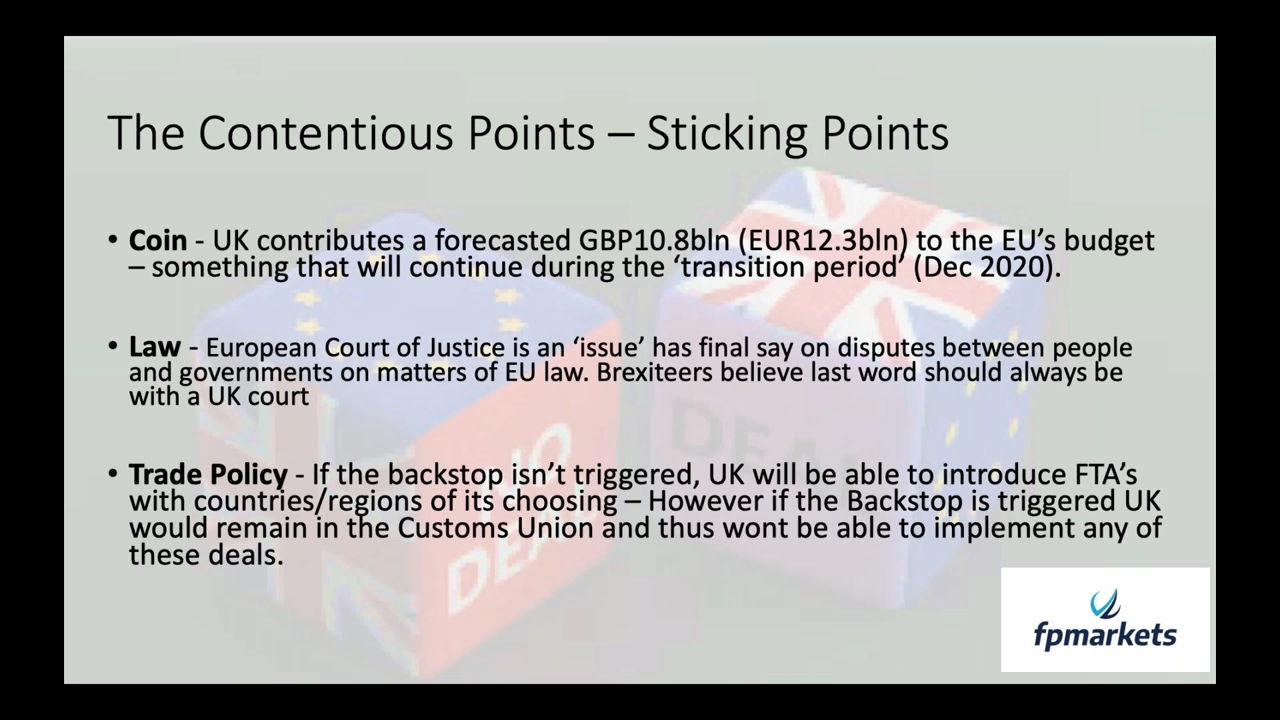 The Contentious Points – Sticking Points
• Coin - UK contributes a forecasted GBP10.8bln (EUR12.3bln) to the EU’s budget
– something that will continue during the ‘transition period’ (Dec 2020).
• Law - European Court of Justice is an ‘issue’ has final say on disputes between people
and governments on matters of EU law. Brexiteers believe last word should always be
with a UK court
• Trade Policy - If the backstop isn’t triggered, UK will be able to introduce FTA’s
with countries/regions of its choosing – However if the Backstop is triggered UK
would remain in the Customs Union and thus wont be able to implement any of
these deals.
NO
DEAL
DEAL
fpmarkets